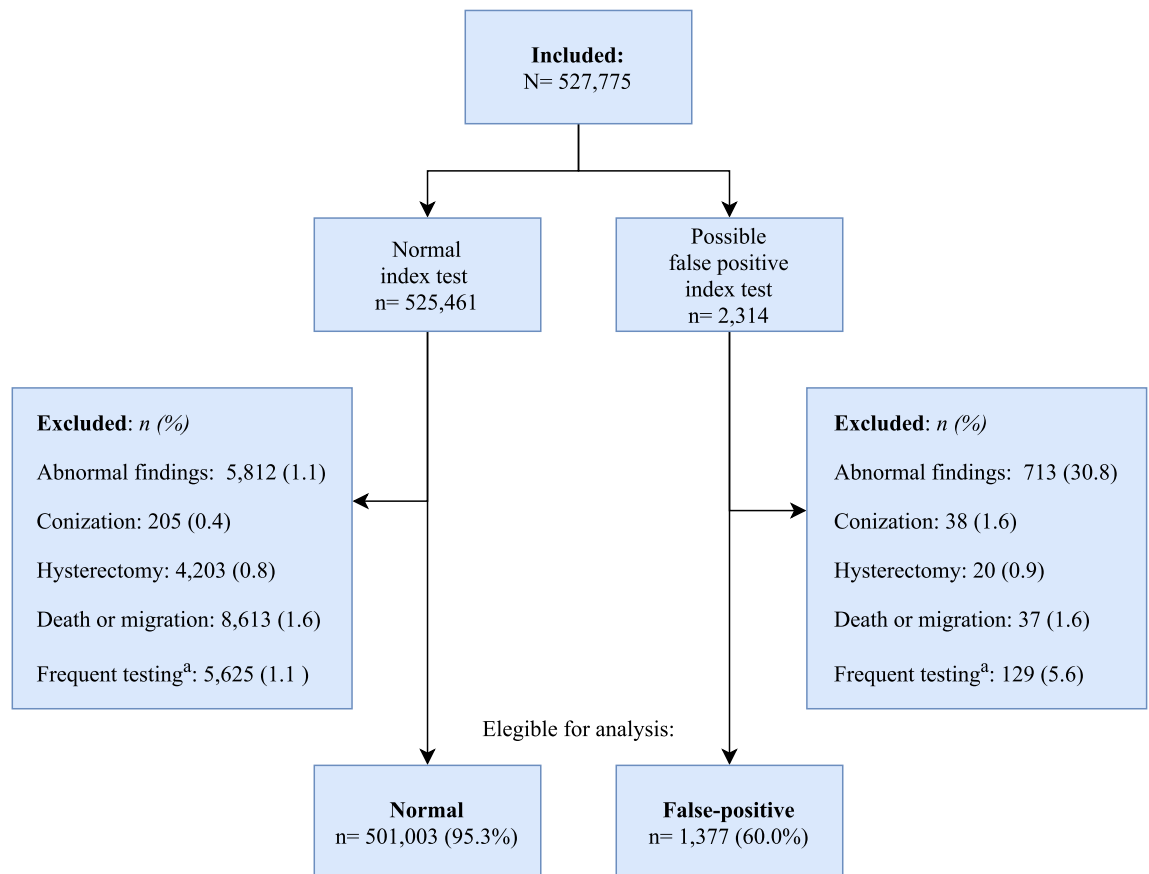 Included:
N= 527,775
Normal
index test
n= 525,461
Possible
false positive
index test
n= 2,314
Excluded: n (%)
Abnormal findings: 5,812 (1.1)
Conization: 205 (0.4)
Hysterectomy: 4,203 (0.8)
Death or migration: 8,613 (1.6)
Frequent testingᵃ: 5,625 (1.1 )
Excluded: n (%)
Abnormal findings: 713 (30.8)
Conization: 38 (1.6)
Hysterectomy: 20 (0.9)
Death or migration: 37 (1.6)
Frequent testingᵃ: 129 (5.6)
Elegible for analysis:
Normal
n= 501,003 (95.3%)
False-positive
n= 1,377 (60.0%)